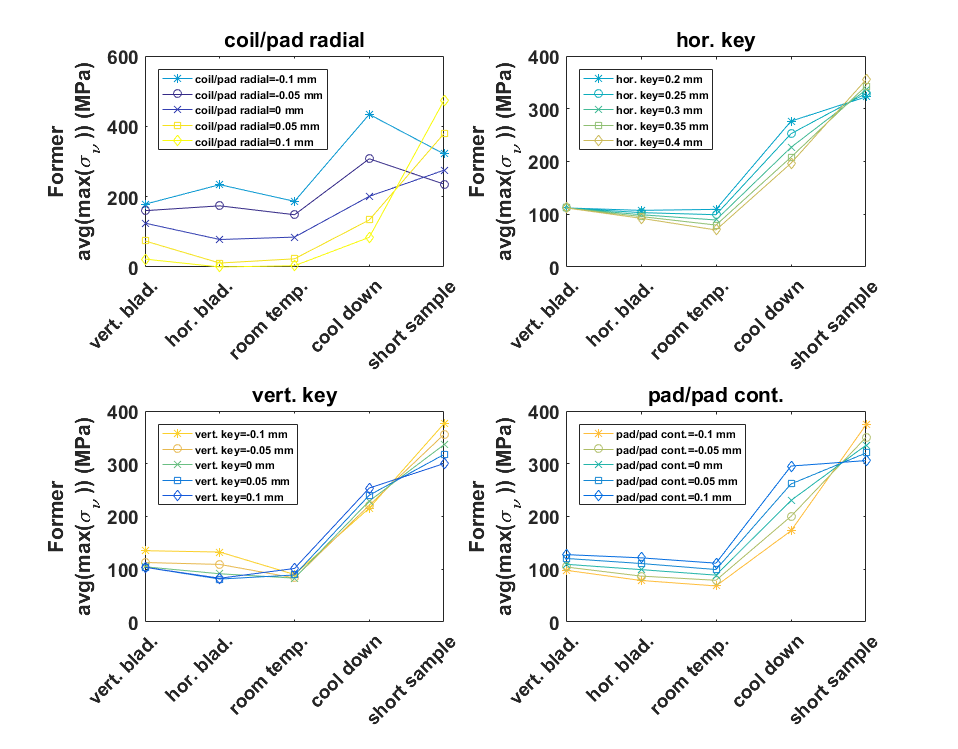 coil/pad radial
600
400
200
0
Former
avg(max(σ_ν)) (MPa)
coil/pad radial=-0.1 mm
coil/pad radial=-0.05 mm
coil/pad radial=0 mm
coil/pad radial=0.05 mm
coil/pad radial=0.1 mm
vert. blad.
hor. blad.
room temp.
cool down
short sample
hor. key
400
300
200
100
0
Former
avg(max(σ_ν)) (MPa)
hor. key=0.2 mm
hor. key=0.25 mm
hor. key=0.3 mm
hor. key=0.35 mm
hor. key=0.4 mm
vert. blad.
hor. blad.
room temp.
cool down
short sample
vert. key
400
300
200
100
0
Former
avg(max(σ_ν)) (MPa)
vert. key=-0.1 mm
vert. key=-0.05 mm
vert. key=0 mm
vert. key=0.05 mm
vert. key=0.1 mm
vert. blad.
hor. blad.
room temp.
cool down
short sample
pad/pad cont.
400
300
200
100
0
Former
avg(max(σ_ν)) (MPa)
pad/pad cont.=-0.1 mm
pad/pad cont.=-0.05 mm
pad/pad cont.=0 mm
pad/pad cont.=0.05 mm
pad/pad cont.=0.1 mm
vert. blad.
hor. blad.
room temp.
cool down
short sample